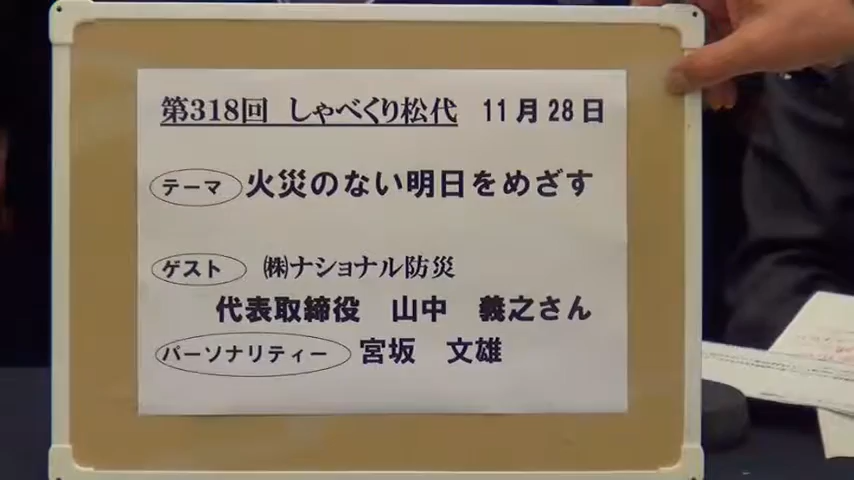 第318回 しゃべくり松代 11月28日
テーマ 火災のない明日をめざす
ゲスト ㈱ナショナル防災
代表取締役 山中 義之さん
パーソナリティー 宮坂 文雄